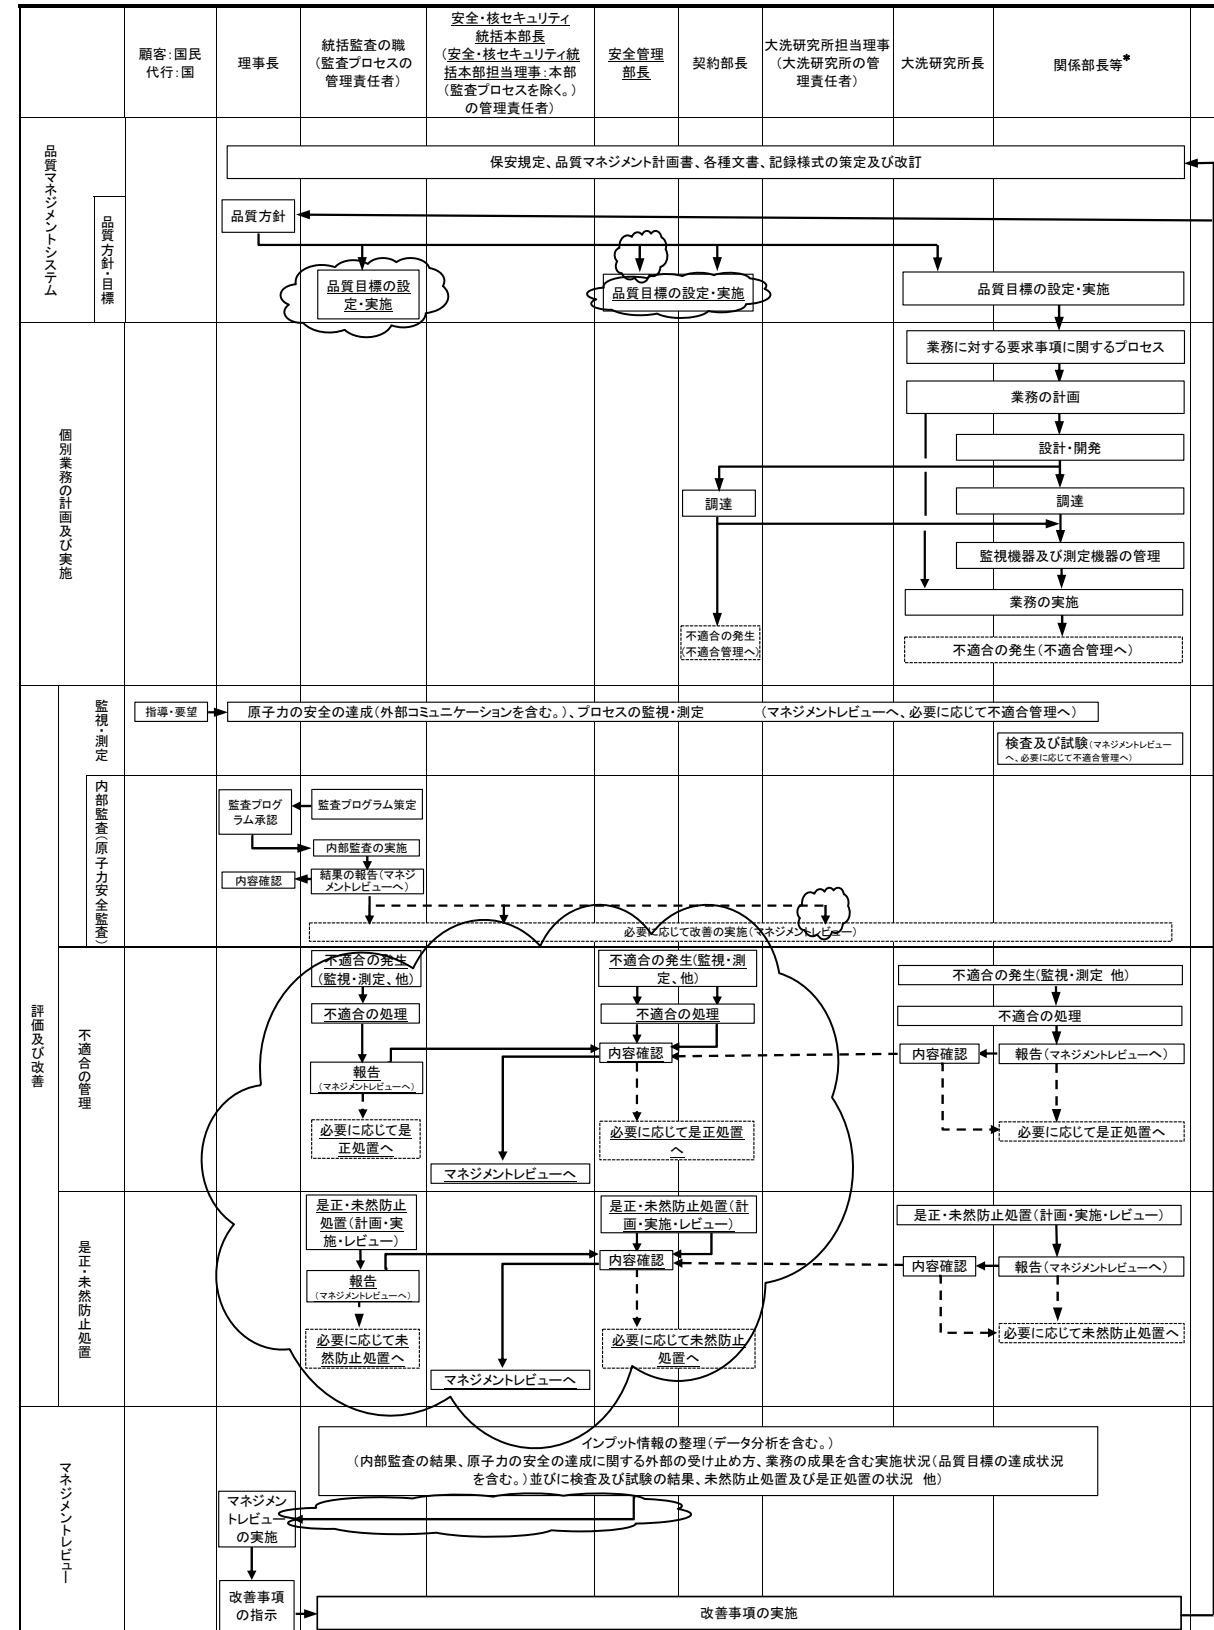 顧客：国民
代行：国
理事長
統括監査の職
（監査プロセスの
管理責任者）
安全・核セキュリティ
統括本部長
（安全・核セキュリティ統
括本部担当理事：本部
（監査プロセスを除く。）
の管理責任者）
安全管理
部長
契約部長
大洗研究所担当理事
（大洗研究所の管
理責任者）
大洗研究所長
関係部長等*
品質マネジメントシステム
品質方針・目標
保安規定、品質マネジメント計画書、各種文書、記録様式の策定及び改訂
品質方針
品質目標の設
定・実施
品質目標の設定・実施
品質目標の設定・実施
個別業務の計画及び実施
業務に対する要求事項に関するプロセス
業務の計画
設計・開発
調達
調達
監視機器及び測定機器の管理
業務の実施
不適合の発生
（不適合管理へ）
不適合の発生（不適合管理へ）
評価及び改善
監視・測定
指導・要望
原子力の安全の達成（外部コミュニケーションを含む。）、プロセスの監視・測定　　　（マネジメントレビューへ、必要に応じて不適合管理へ）
検査及び試験（マネジメントレビュー
へ、必要に応じて不適合管理へ）
内部監査（原子力安全監査）
監査プログ
ラム承認
監査プログラム策定
内部監査の実施
内容確認
結果の報告（マネジ
メントレビューへ）
必要に応じて改善の実施（マネジメントレビュー）
不適合の管理
不適合の発生
（監視・測定、他）
不適合の発生（監視・測
定、他）
不適合の発生（監視・測定 他）
不適合の処理
不適合の処理
不適合の処理
報告
（マネジメントレビューへ）
内容確認
内容確認
報告（マネジメントレビューへ）
必要に応じて是
正処置へ
必要に応じて是正処置
へ
必要に応じて是正処置へ
マネジメントレビューへ
是正・未然防止処置
是正・未然防止
処置（計画・実
施・レビュー）
是正・未然防止処置（計
画・実施・レビュー）
是正・未然防止処置（計画・実施・レビュー）
報告
（マネジメントレビューへ）
内容確認
内容確認
報告（マネジメントレビューへ）
必要に応じて未
然防止処置へ
必要に応じて未然防止
処置へ
必要に応じて未然防止処置へ
マネジメントレビューへ
マネジメントレビュー
インプット情報の整理（データ分析を含む。）
（内部監査の結果、原子力の安全の達成に関する外部の受け止め方、業務の成果を含む実施状況（品質目標の達成状況
を含む。）並びに検査及び試験の結果、未然防止処置及び是正処置の状況 他）
マネジメン
トレビュー
の実施
改善事項
の指示
改善事項の実施